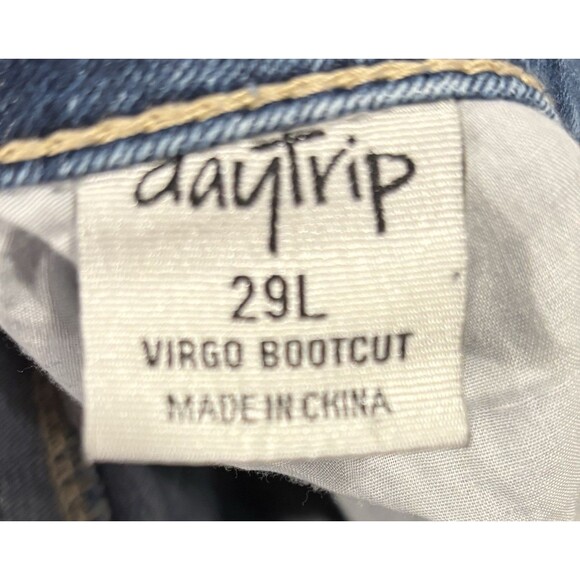 daytrip
29L
VIRGO BOOTCUT
MADE IN CHINA